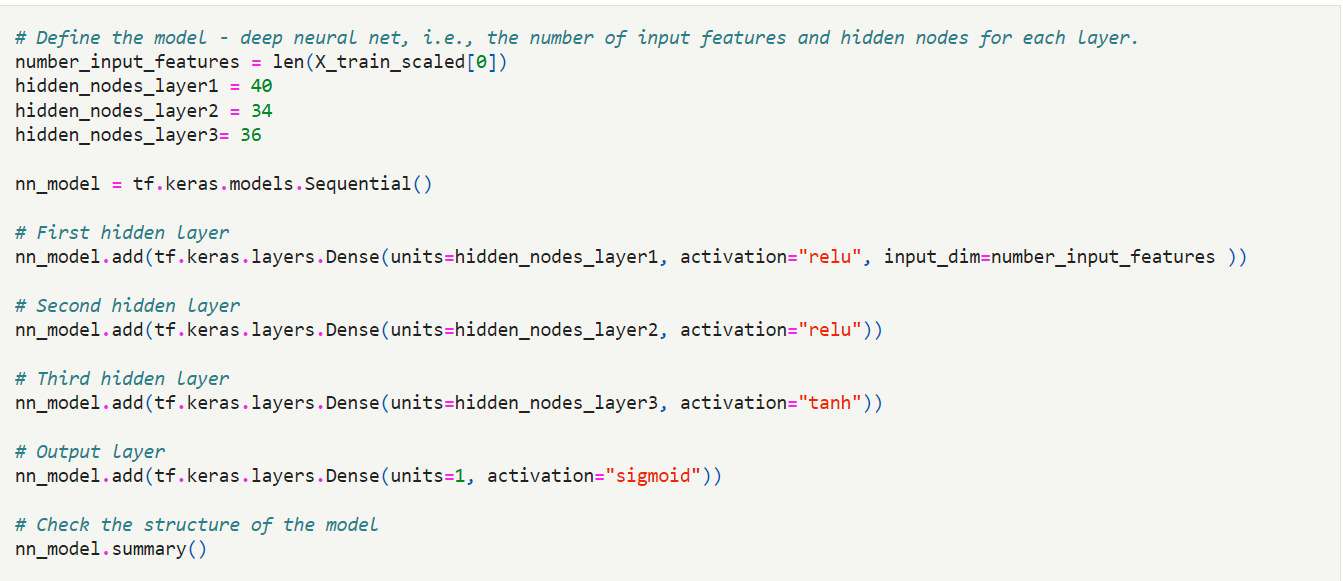 # Define the model - deep neural net, i.e., the number of input features and hidden nodes for each layer.
number_input_features = len(X_train_scaled[0])
hidden_nodes_layer1 = 40
hidden_nodes_layer2 = 34
hidden_nodes_layer3= 36
nn_model = tf.keras.models.Sequential()
# First hidden layer
nn_model.add(tf.keras.layers.Dense(units=hidden_nodes_layer1, activation="relu", input_dim=number_input_features ))
# Second hidden layer
nn_model.add(tf.keras.layers.Dense(units=hidden_nodes_layer2, activation="relu"))
# Third hidden layer
nn_model.add(tf.keras.layers.Dense(units=hidden_nodes_layer3, activation="tanh"))
# Output layer
nn_model.add(tf.keras.layers.Dense(units=1, activation="sigmoid"))
# Check the structure of the model
nn_model.summary()